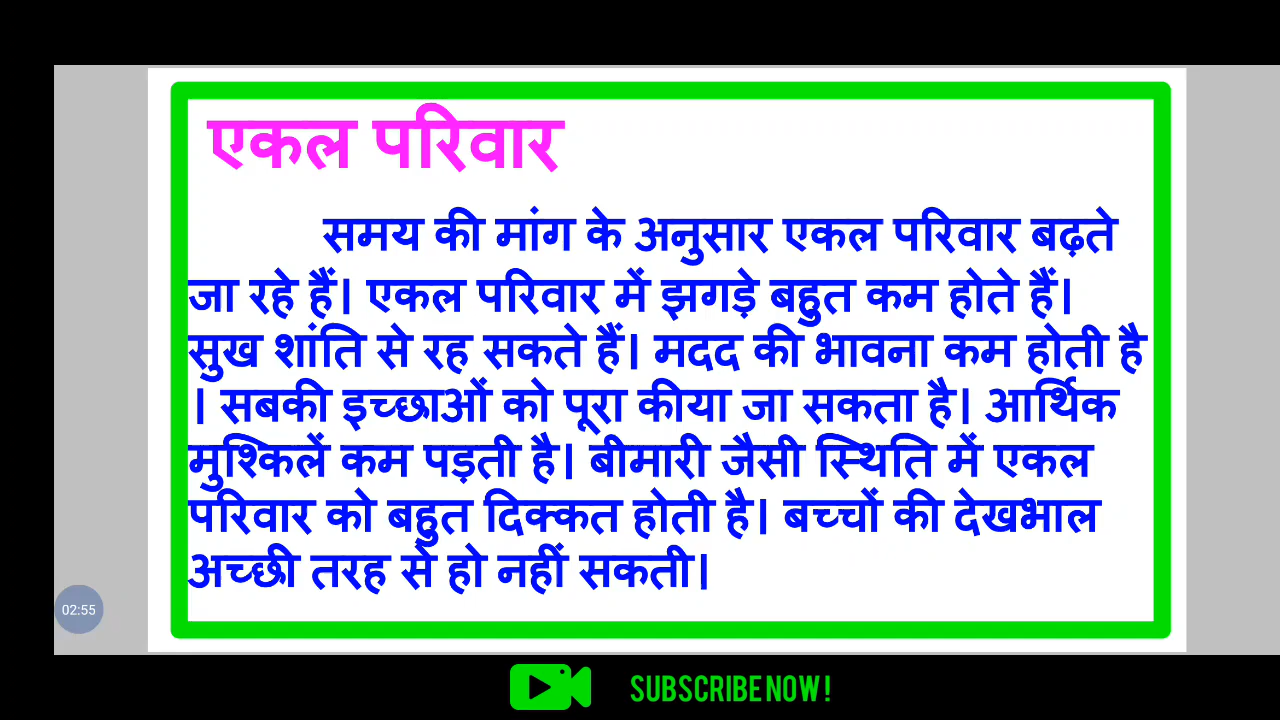 एकल परिवार
समय की मांग के अनुसार एकल परिवार बढ़ते
जा रहे हैं। एकल परिवार में झगड़े बहुत कम होते हैं।
सुख शांति से रह सकते हैं। मदद की भावना कम होती है
। सबकी इच्छाओं को पूरा कीया जा सकता है। आर्थिक
मुश्किलें कम पड़ती है। बीमारी जैसी स्थिति में एकल
परिवार को बहुत दिक्कत होती है। बच्चों की देखभाल
अच्छी तरह से हो नहीं सकती।
02:55
SUBSCRIBE NOW !